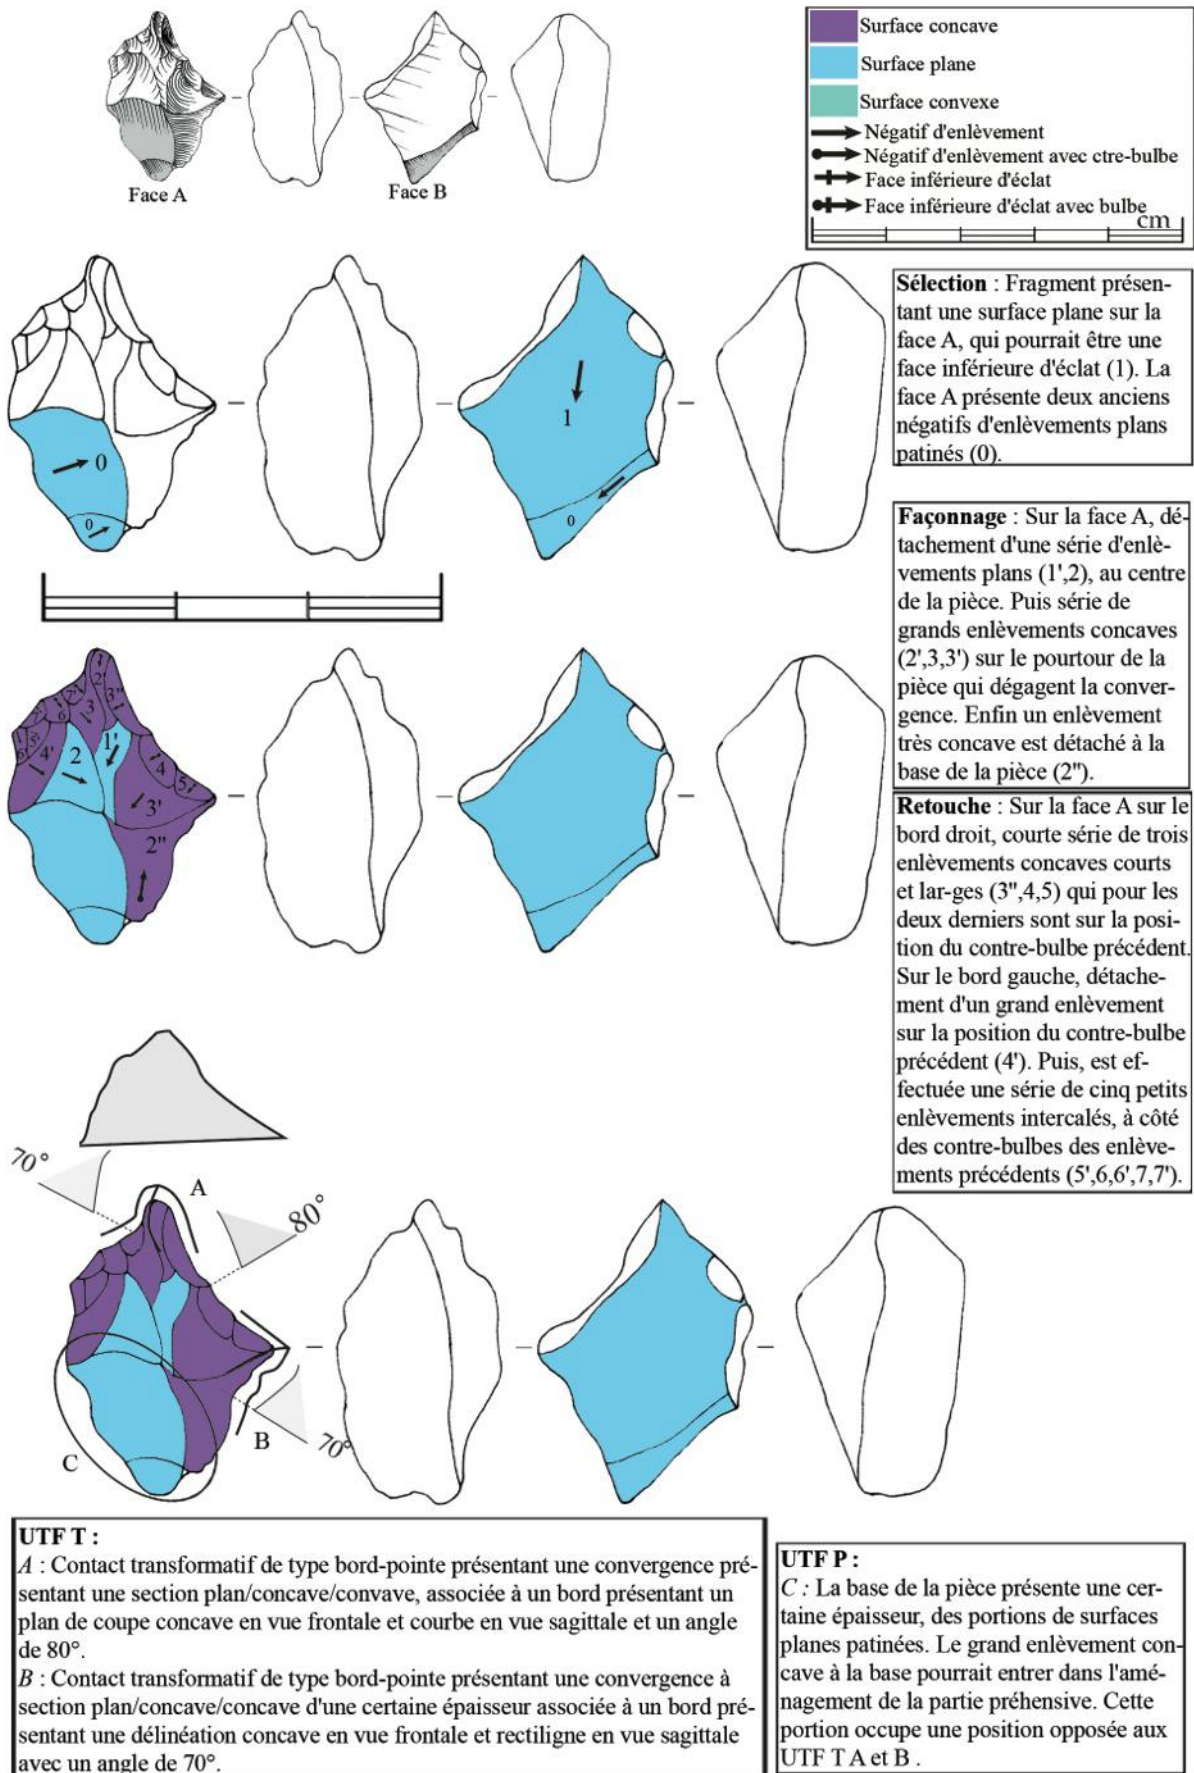 Surface concave
Surface plane
Surface convexe
Négatif d'enlèvement
Négatif d'enlèvement avec ctre-bulbe
Face inférieure d'éclat
Face inférieure d'éclat avec bulbe
cm
Face A
Face B
Sélection : Fragment présen-
tant une surface plane sur la
face A, qui pourrait être une
face inférieure d'éclat (1). La
face A présente deux anciens
négatifs d'enlèvements plans
patinés (0).
0
0
1
0
Façonnage : Sur la face A, dé-
tachement d'une série d'enlè-
vements plans (1',2), au centre
de la pièce. Puis série de
grands enlèvements concaves
(2',3,3') sur le pourtour de la
pièce qui dégagent la conver-
gence. Enfin un enlèvement
très concave est détaché à la
base de la pièce (2'').
2'
7'
3
3''
7
6
6'
5'
4'
2
1'
4
5
3'
2''
Retouche : Sur la face A sur le
bord droit, courte série de trois
enlèvements concaves courts
et lar-ges (3'',4,5) qui pour les
deux derniers sont sur la posi-
tion du contre-bulbe précédent.
Sur le bord gauche, détache-
ment d'un grand enlèvement
sur la position du contre-bulbe
précédent (4'). Puis, est ef-
fectuée une série de cinq petits
enlèvements intercalés, à côté
des contre-bulbes des enlève-
ments précédents (5',6,6',7,7').
70°
A
80°
B
70°
C
UTF T :
A : Contact transformatif de type bord-pointe présentant une convergence pré-
sentant une section plan/concave/convave, associée à un bord présentant un
plan de coupe concave en vue frontale et courbe en vue sagittale et un angle
de 80°.
B : Contact transformatif de type bord-pointe présentant une convergence à
section plan/concave/concave d'une certaine épaisseur associée à un bord pré-
sentant une délinéation concave en vue frontale et rectiligne en vue sagittale
avec un angle de 70°.
UTF P :
C : La base de la pièce présente une cer-
taine épaisseur, des portions de surfaces
planes patinées. Le grand enlèvement con-
cave à la base pourrait entrer dans l'amé-
nagement de la partie préhensive. Cette
portion occupe une position opposée aux
UTF T A et B .